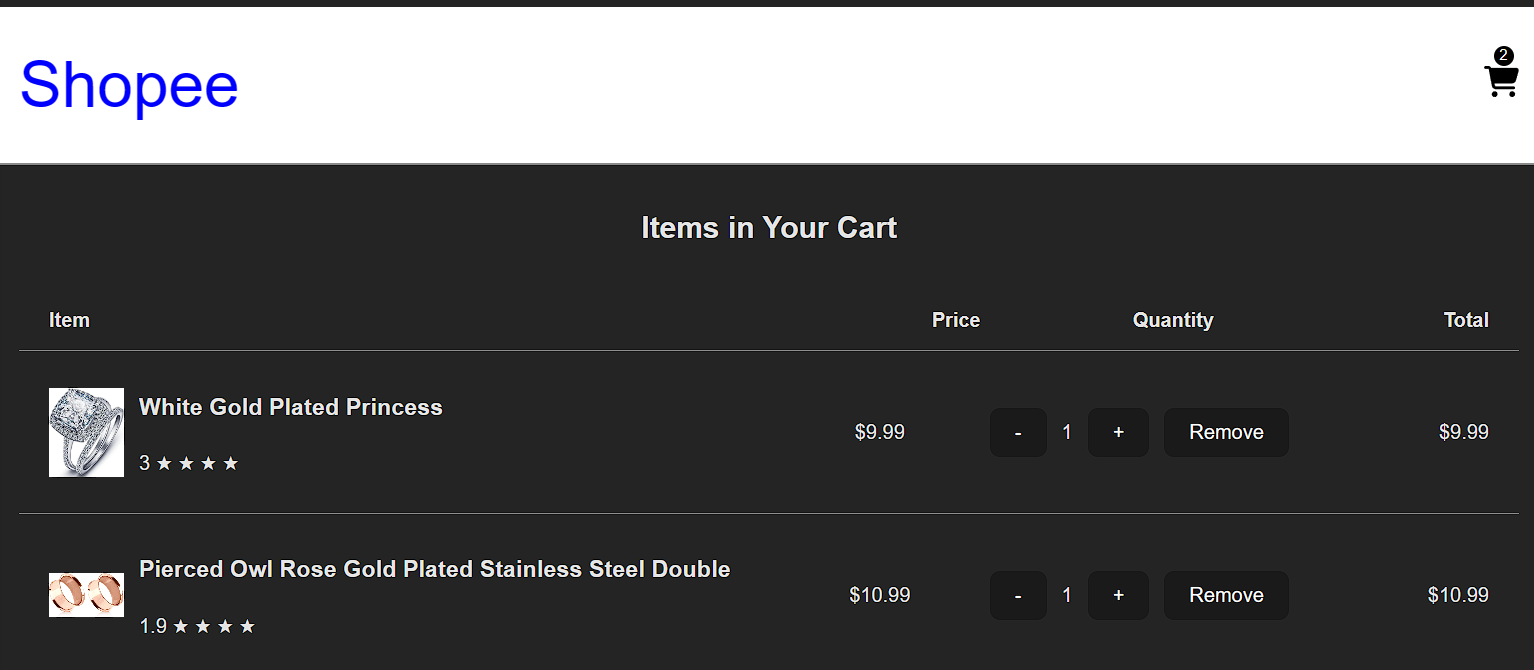 2
Shopee
Items in Your Cart
Item Price Quantity Total
White Gold Plated Princess
3 ★ ★ ★ ★
$9.99 - 1 + Remove $9.99
Pierced Owl Rose Gold Plated Stainless Steel Double
1.9 ★ ★ ★ ★
$10.99 - 1 + Remove $10.99